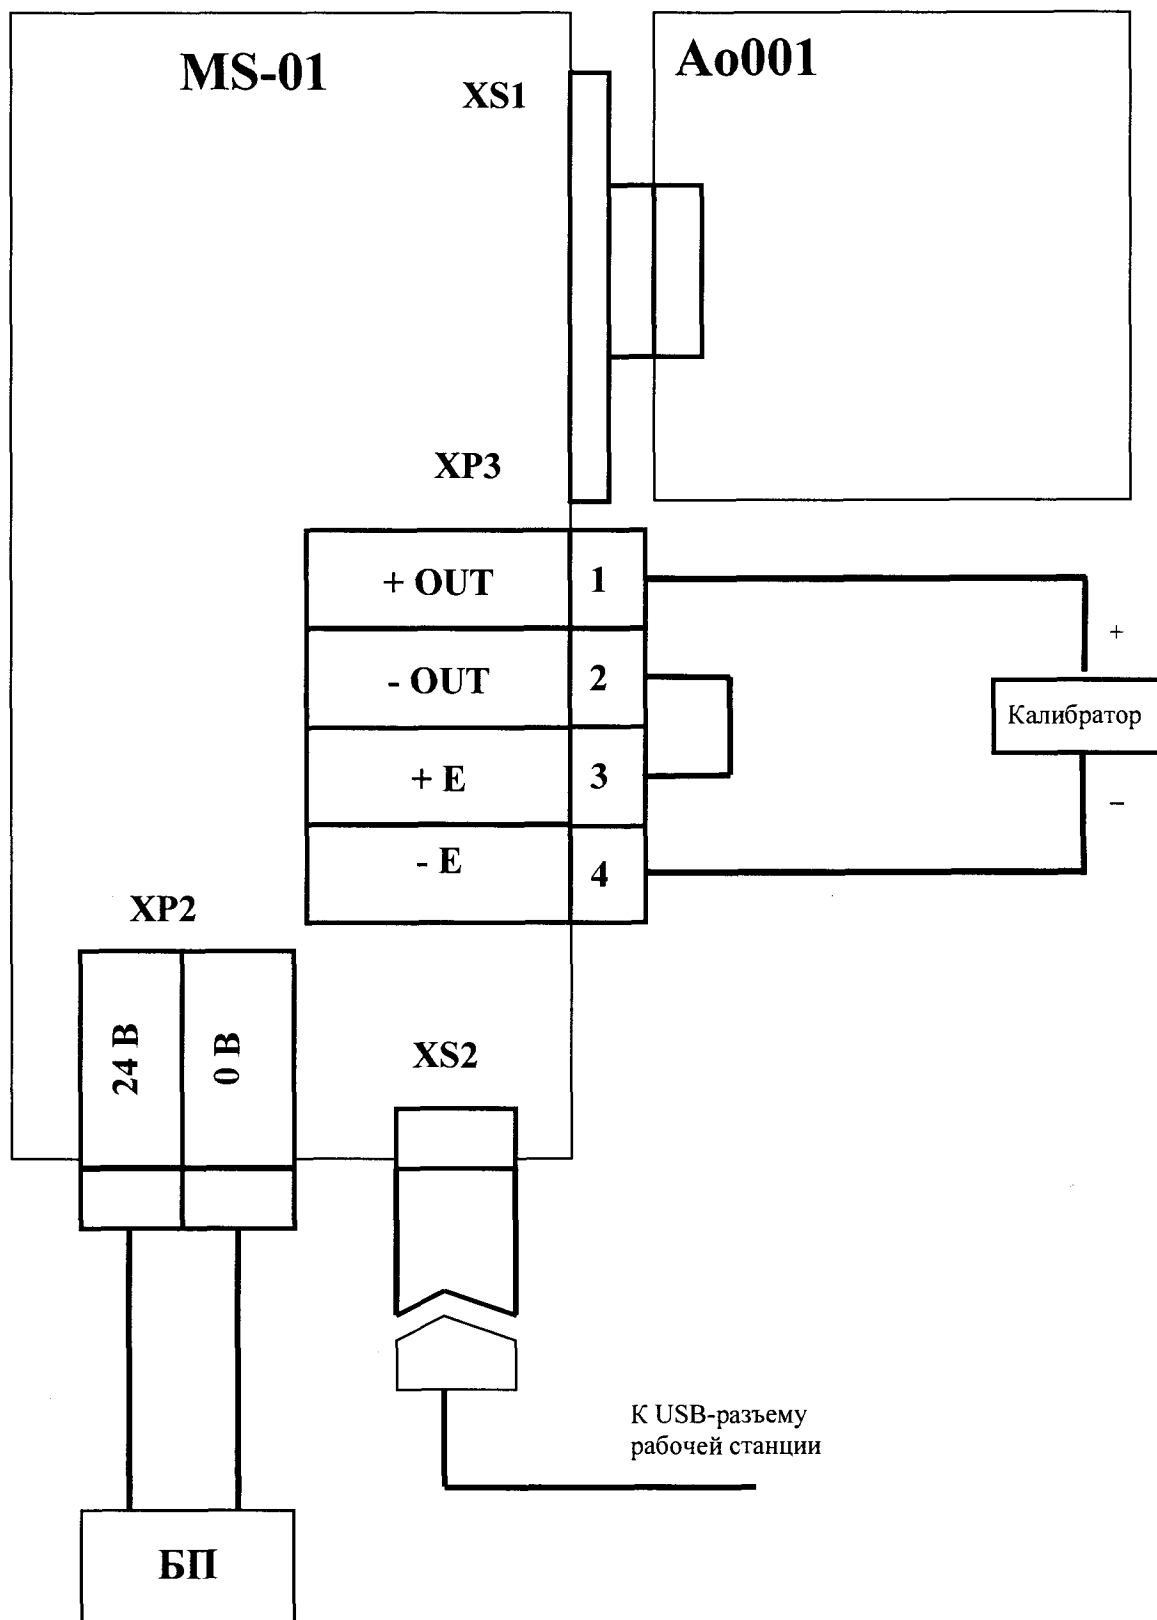 MS-01
Ao001
XS1
XP3
+ OUT
1
- OUT
2
+ E
3
- E
4
+
Калибратор
–
XP2
24 В
0 В
XS2
К USB-разъему
рабочей станции
БП